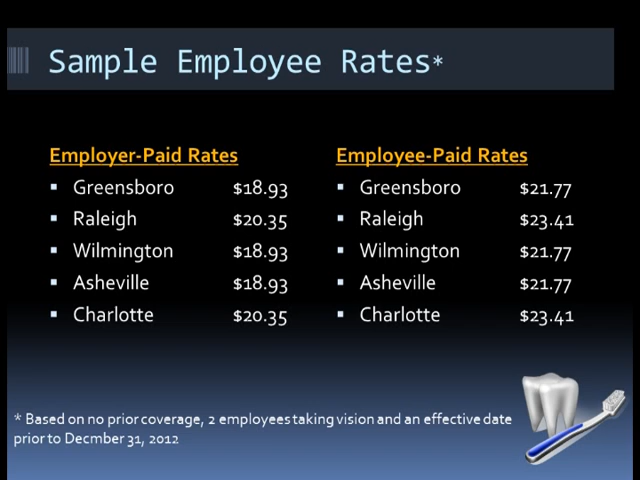 Sample Employee Rates*
Employer-Paid Rates
▪ Greensboro $18.93
▪ Raleigh $20.35
▪ Wilmington $18.93
▪ Asheville $18.93
▪ Charlotte $20.35
Employee-Paid Rates
▪ Greensboro $21.77
▪ Raleigh $23.41
▪ Wilmington $21.77
▪ Asheville $21.77
▪ Charlotte $23.41
* Based on no prior coverage, 2 employees taking vision and an effective date
prior to Decmber 31, 2012